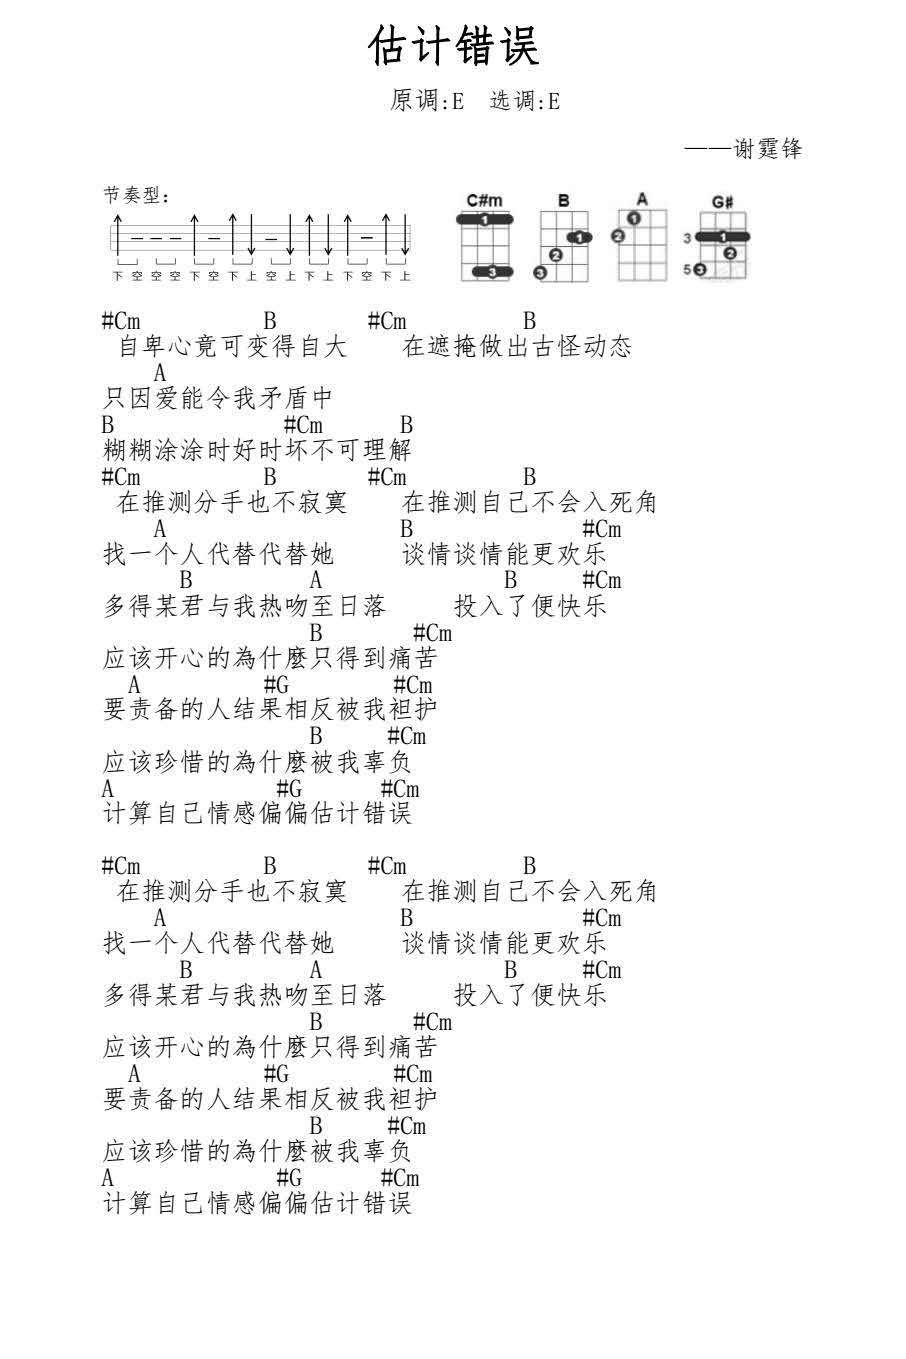 估计错误
原调:E 选调:E
——谢霆锋
节奏型:
C#m B A G#
1 1 1 3 1
2 2 2
3 3 5 3
下 空 空 空 下 空 下 上 空 上 下 上 下 空 下 上
#Cm B #Cm B
自卑心竟可变得自大 在遮掩做出古怪动态
A
只因爱能令我矛盾中
B #Cm B
糊糊涂涂时好时坏不可理解
#Cm B #Cm B
在推测分手也不寂寞 在推测自己不会入死角
A B #Cm
找一个人代替代替她 谈情谈情能更欢乐
B A B #Cm
多得某君与我热吻至日落 投入了便快乐
B #Cm
应该开心的為什麼只得到痛苦
A #G #Cm
要责备的人结果相反被我袒护
B #Cm
应该珍惜的為什麼被我辜负
A #G #Cm
计算自己情感偏偏估计错误
#Cm B #Cm B
在推测分手也不寂寞 在推测自己不会入死角
A B #Cm
找一个人代替代替她 谈情谈情能更欢乐
B A B #Cm
多得某君与我热吻至日落 投入了便快乐
B #Cm
应该开心的為什麼只得到痛苦
A #G #Cm
要责备的人结果相反被我袒护
B #Cm
应该珍惜的為什麼被我辜负
A #G #Cm
计算自己情感偏偏估计错误